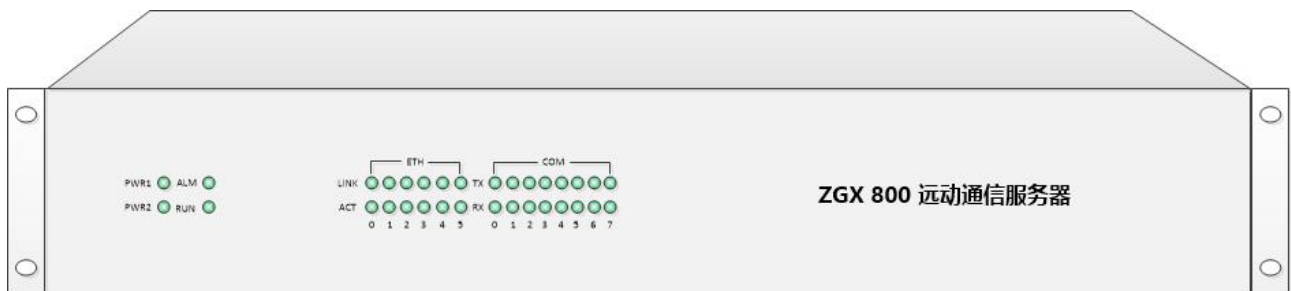 ETH COM
PWR1 ALM LINK TX
PWR2 RUN ACT RX
0 1 2 3 4 5 0 1 2 3 4 5 6 7
ZGX 800 远动通信服务器